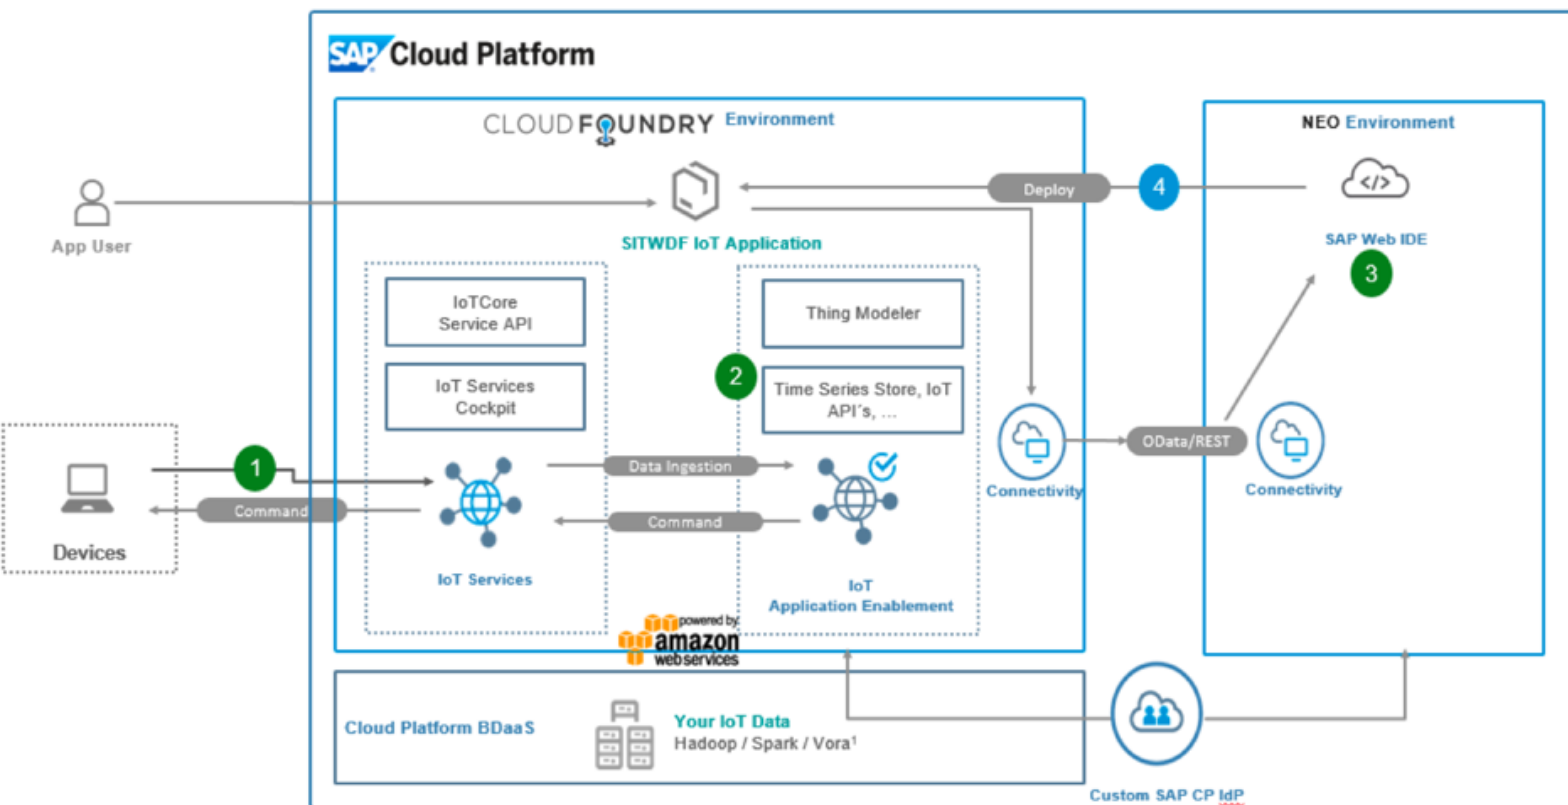 SAP Cloud Platform
CLOUD FOUNDRY Environment
NEO Environment
App User
Deploy
4
SITWDF IoT Application
SAP Web IDE
3
IoTCore
Service API
IoT Services
Cockpit
Thing Modeler
2
Time Series Store, IoT
API´s, ...
1
Command
Devices
Data Ingestion
Command
IoT Services
IoT
Application Enablement
Connectivity
OData/REST
Connectivity
powered by
amazon
webservices
Cloud Platform BDaaS
Your IoT Data
Hadoop / Spark / Vora¹
Custom SAP CP IdP